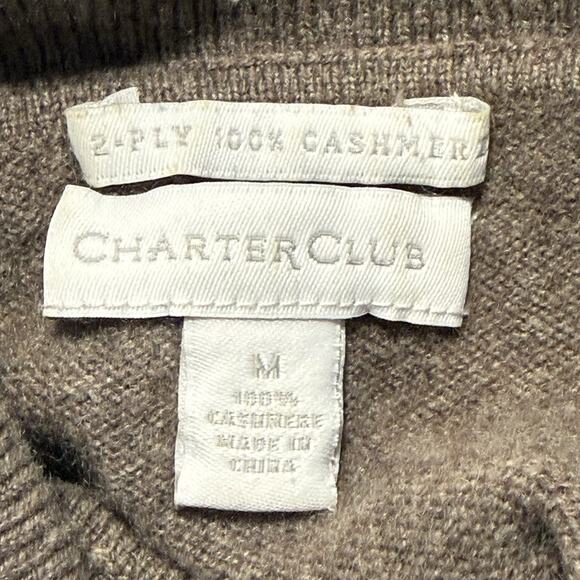 2-PLY 100% CASHMERE
CHARTER CLUB
M
100%
CASHMERE
MADE IN
CHINA